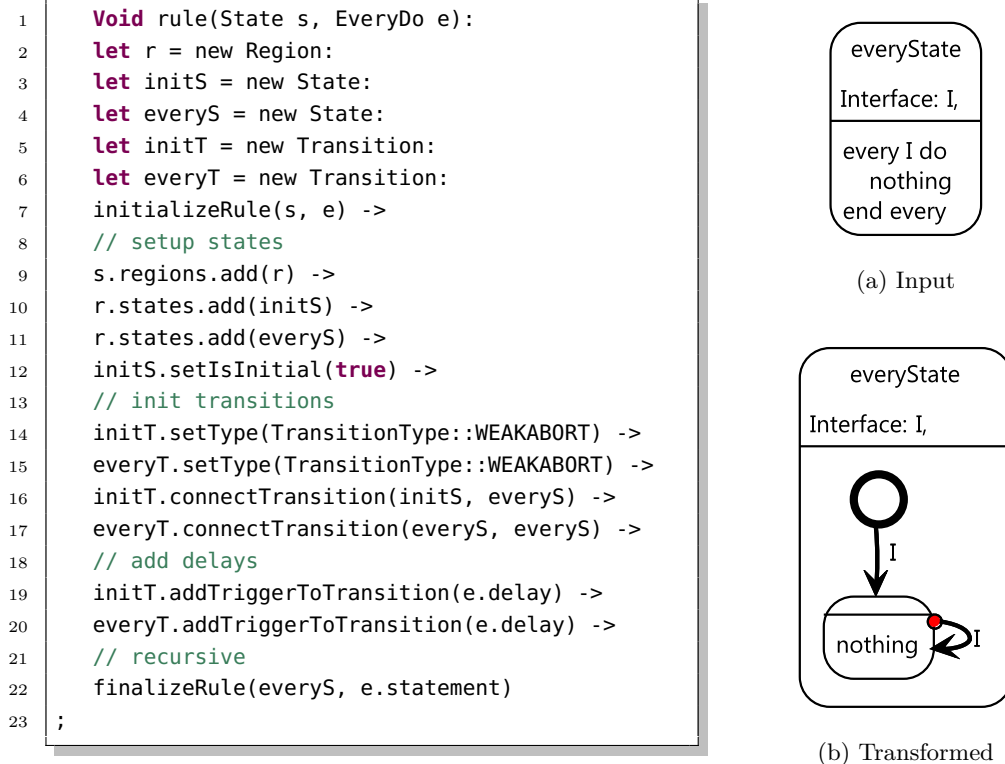 1 Void rule(State s, EveryDo e):
2 let r = new Region:
3 let initS = new State:
4 let everyS = new State:
5 let initT = new Transition:
6 let everyT = new Transition:
7 initializeRule(s, e) ->
8 // setup states
9 s.regions.add(r) ->
10 r.states.add(initS) ->
11 r.states.add(everyS) ->
12 initS.setIsInitial(true) ->
13 // init transitions
14 initT.setType(TransitionType::WEAKABORT) ->
15 everyT.setType(TransitionType::WEAKABORT) ->
16 initT.connectTransition(initS, everyS) ->
17 everyT.connectTransition(everyS, everyS) ->
18 // add delays
19 initT.addTriggerToTransition(e.delay) ->
20 everyT.addTriggerToTransition(e.delay) ->
21 // recursive
22 finalizeRule(everyS, e.statement)
23 ;
everyState
Interface: I,
every I do
nothing
end every
(a) Input
everyState
Interface: I,
I
nothing
I
(b) Transformed